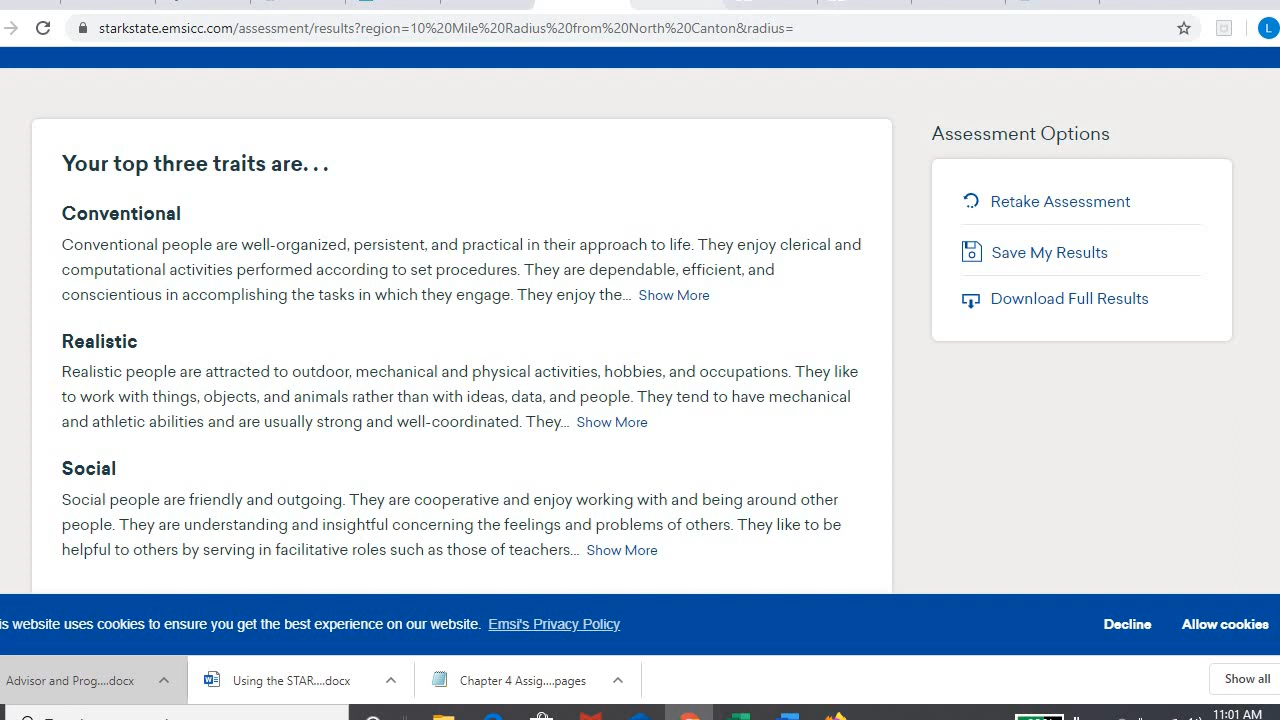 starkstate.emsicc.com/assessment/results?region=10%20Mile%20Radius%20from%20North%20Canton&radius=
L
Your top three traits are. . .
Conventional
Conventional people are well-organized, persistent, and practical in their approach to life. They enjoy clerical and
computational activities performed according to set procedures. They are dependable, efficient, and
conscientious in accomplishing the tasks in which they engage. They enjoy the... Show More
Realistic
Realistic people are attracted to outdoor, mechanical and physical activities, hobbies, and occupations. They like
to work with things, objects, and animals rather than with ideas, data, and people. They tend to have mechanical
and athletic abilities and are usually strong and well-coordinated. They... Show More
Social
Social people are friendly and outgoing. They are cooperative and enjoy working with and being around other
people. They are understanding and insightful concerning the feelings and problems of others. They like to be
helpful to others by serving in facilitative roles such as those of teachers... Show More
Assessment Options
Retake Assessment
Save My Results
Download Full Results
is website uses cookies to ensure you get the best experience on our website. Emsi's Privacy Policy
Decline
Allow cookies
Advisor and Prog....docx
Using the STAR....docx
Chapter 4 Assig....pages
Show all
11:01 AM